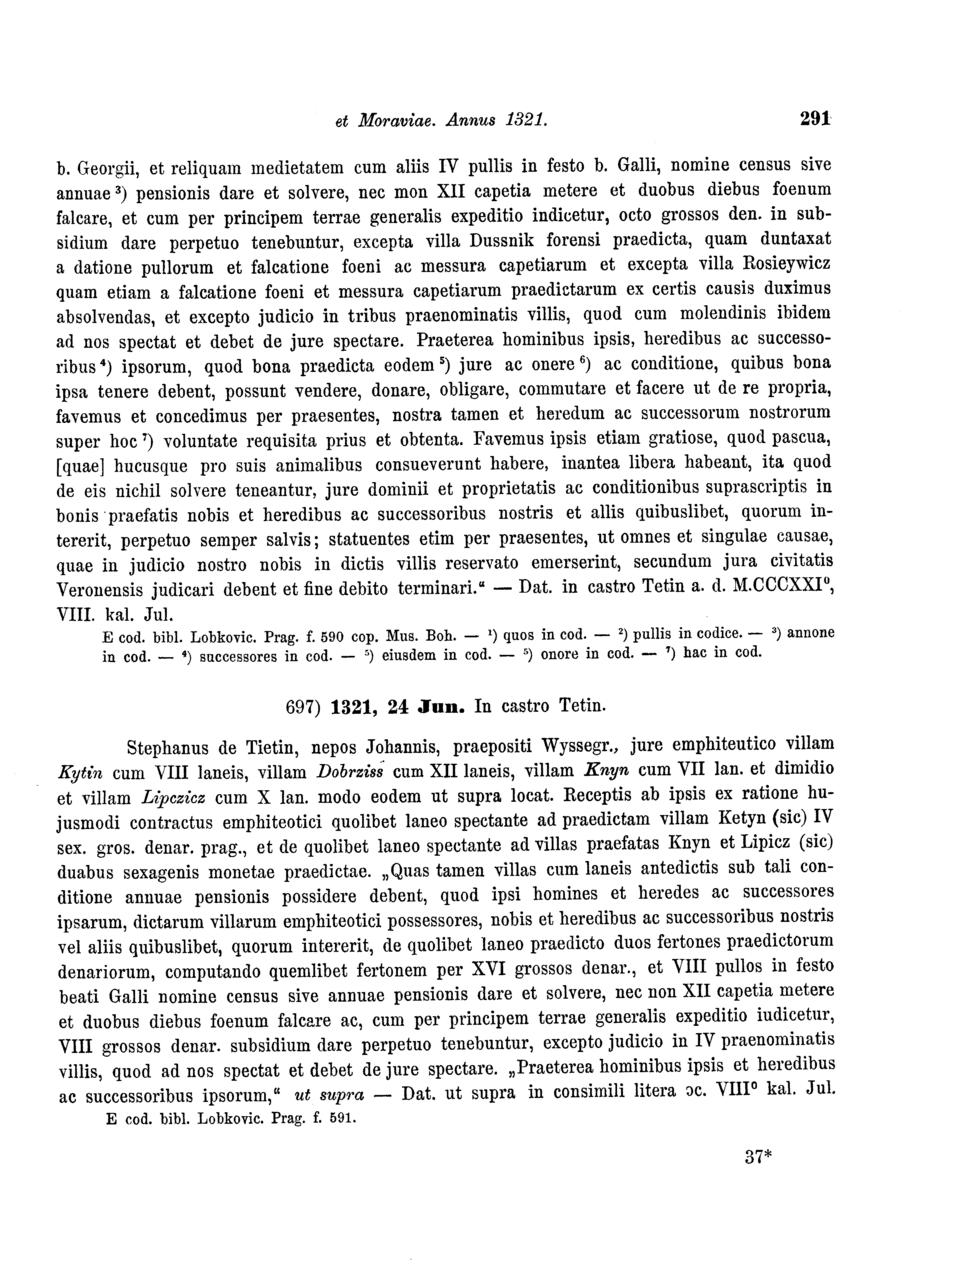 et Moraviae. Annus 1321. 291
b. Georgii, et reliquam medietatem cum aliis IV pullis in festo b. Galli, nomine census sive
annuae ³) pensionis dare et solvere, nec mon XII capetia metere et duobus diebus foenum
falcare, et cum per principem terrae generalis expeditio indicetur, octo grossos den. in sub-
sidium dare perpetuo tenebuntur, excepta villa Dussnik forensi praedicta, quam duntaxat
a datione pullorum et falcatione foeni ac messura capetiarum et excepta villa Rosieywicz
quam etiam a falcatione foeni et messura capetiarum praedictarum ex certis causis duximus
absolvendas, et excepto judicio in tribus praenominatis villis, quod cum molendinis ibidem
ad nos spectat et debet de jure spectare. Praeterea hominibus ipsis, heredibus ac successo-
ribus ⁴) ipsorum, quod bona praedicta eodem ⁵) jure ac onere ⁶) ac conditione, quibus bona
ipsa tenere debent, possunt vendere, donare, obligare, commutare et facere ut de re propria,
favemus et concedimus per praesentes, nostra tamen et heredum ac successorum nostrorum
super hoc ⁷) voluntate requisita prius et obtenta. Favemus ipsis etiam gratiose, quod pascua,
[quae] hucusque pro suis animalibus consueverunt habere, inantea libera habeant, ita quod
de eis nichil solvere teneantur, jure dominii et proprietatis ac conditionibus suprascriptis in
bonis praefatis nobis et heredibus ac successoribus nostris et allis quibuslibet, quorum in-
tererit, perpetuo semper salvis; statuentes etim per praesentes, ut omnes et singulae causae,
quae in judicio nostro nobis in dictis villis reservato emerserint, secundum jura civitatis
Veronensis judicari debent et fine debito terminari.“ — Dat. in castro Tetin a. d. M.CCCXXI⁰,
VIII. kal. Jul.
E cod. bibl. Lobkovic. Prag. f. 590 cop. Mus. Boh. — ¹) quos in cod. — ²) pullis in codice. — ³) annone
in cod. — ⁴) successores in cod. — ⁵) eiusdem in cod. — ⁵) onore in cod. — ⁷) hac in cod.
697) 1321, 24 Jun. In castro Tetin.
Stephanus de Tietin, nepos Johannis, praepositi Wyssegr., jure emphiteutico villam
Kytin cum VIII laneis, villam Dobrziss cum XII laneis, villam Knyn cum VII lan. et dimidio
et villam Lipczicz cum X lan. modo eodem ut supra locat. Receptis ab ipsis ex ratione hu-
jusmodi contractus emphiteotici quolibet laneo spectante ad praedictam villam Ketyn (sic) IV
sex. gros. denar. prag., et de quolibet laneo spectante ad villas praefatas Knyn et Lipicz (sic)
duabus sexagenis monetae praedictae. „Quas tamen villas cum laneis antedictis sub tali con-
ditione annuae pensionis possidere debent, quod ipsi homines et heredes ac successores
ipsarum, dictarum villarum emphiteotici possessores, nobis et heredibus ac successoribus nostris
vel aliis quibuslibet, quorum intererit, de quolibet laneo praedicto duos fertones praedictorum
denariorum, computando quemlibet fertonem per XVI grossos denar., et VIII pullos in festo
beati Galli nomine census sive annuae pensionis dare et solvere, nec non XII capetia metere
et duobus diebus foenum falcare ac, cum per principem terrae generalis expeditio iudicetur,
VIII grossos denar. subsidium dare perpetuo tenebuntur, excepto judicio in IV praenominatis
villis, quod ad nos spectat et debet de jure spectare. „Praeterea hominibus ipsis et heredibus
ac successoribus ipsorum,“ ut supra — Dat. ut supra in consimili litera ɔc. VIII⁰ kal. Jul.
E cod. bibl. Lobkovic. Prag. f. 591.
37*